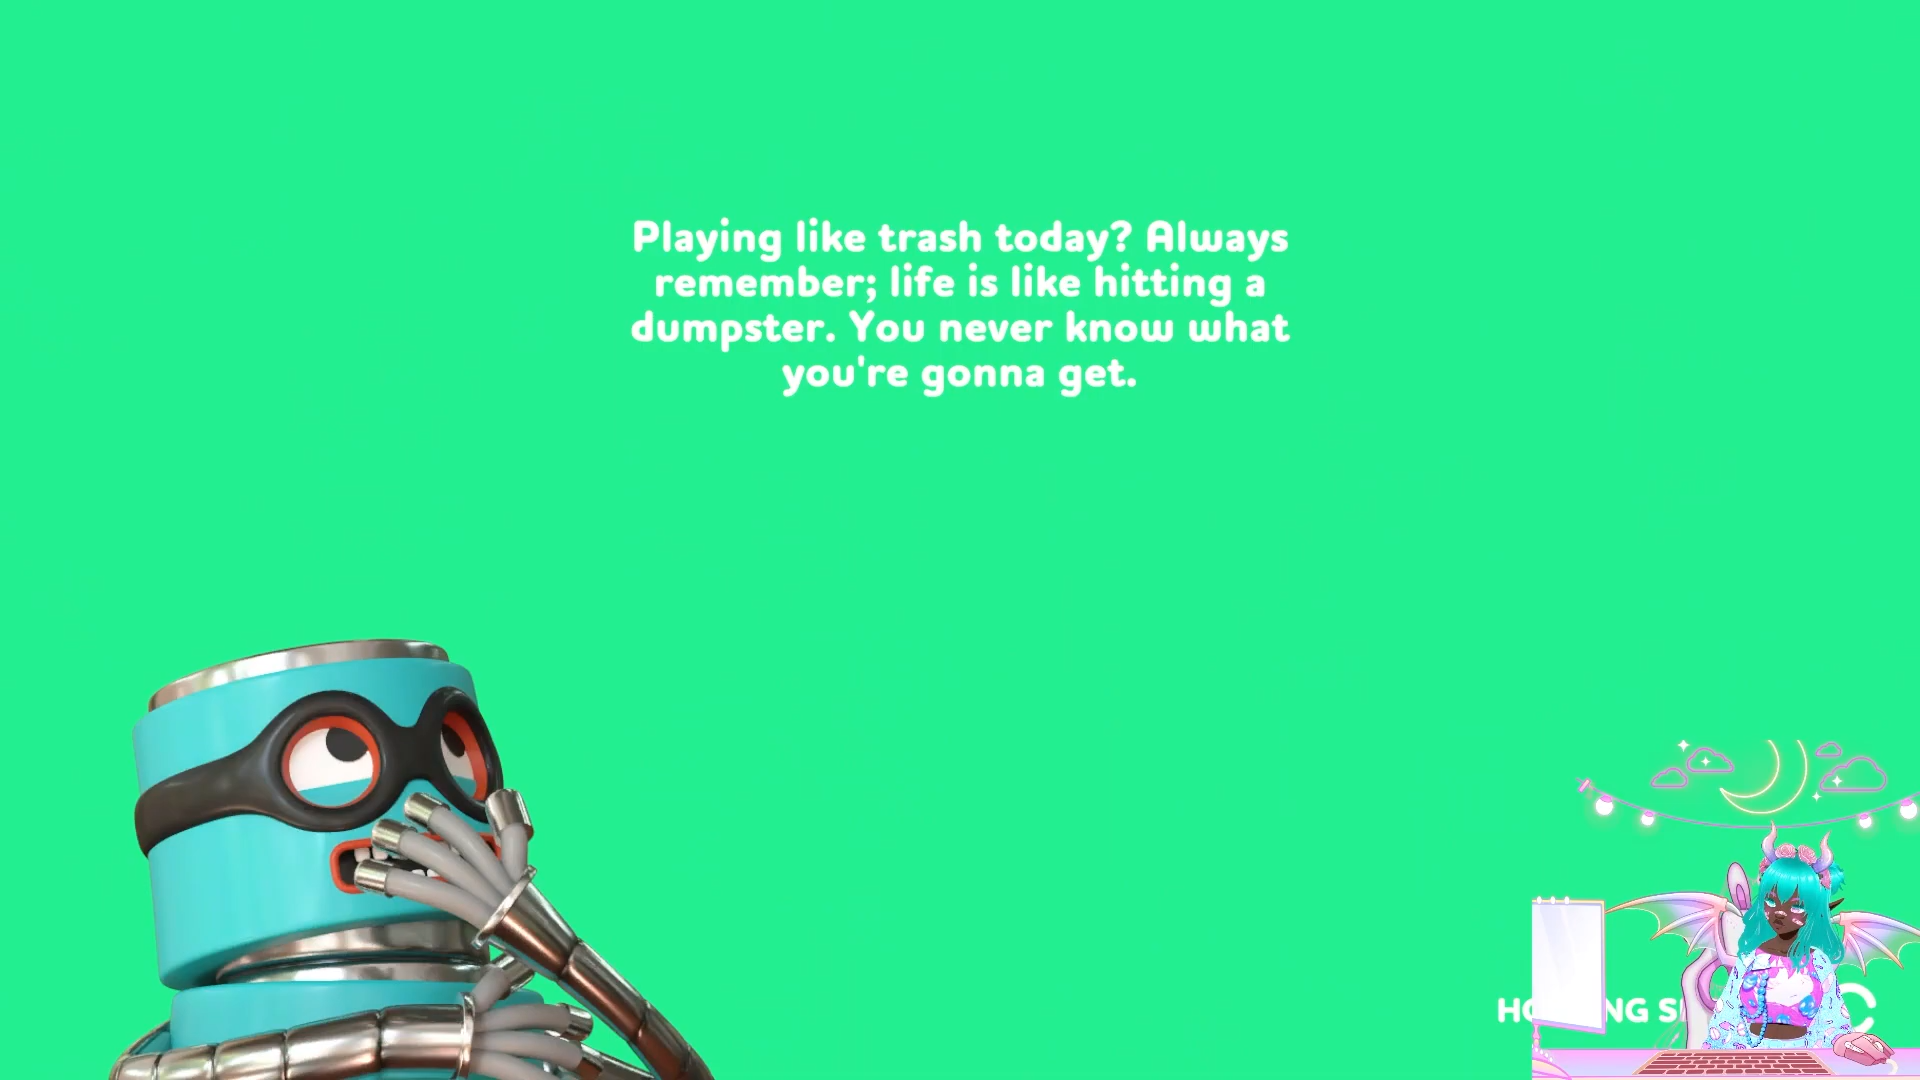 Playing like trash today? Always
remember; life is like hitting a
dumpster. You never know what
you're gonna get.